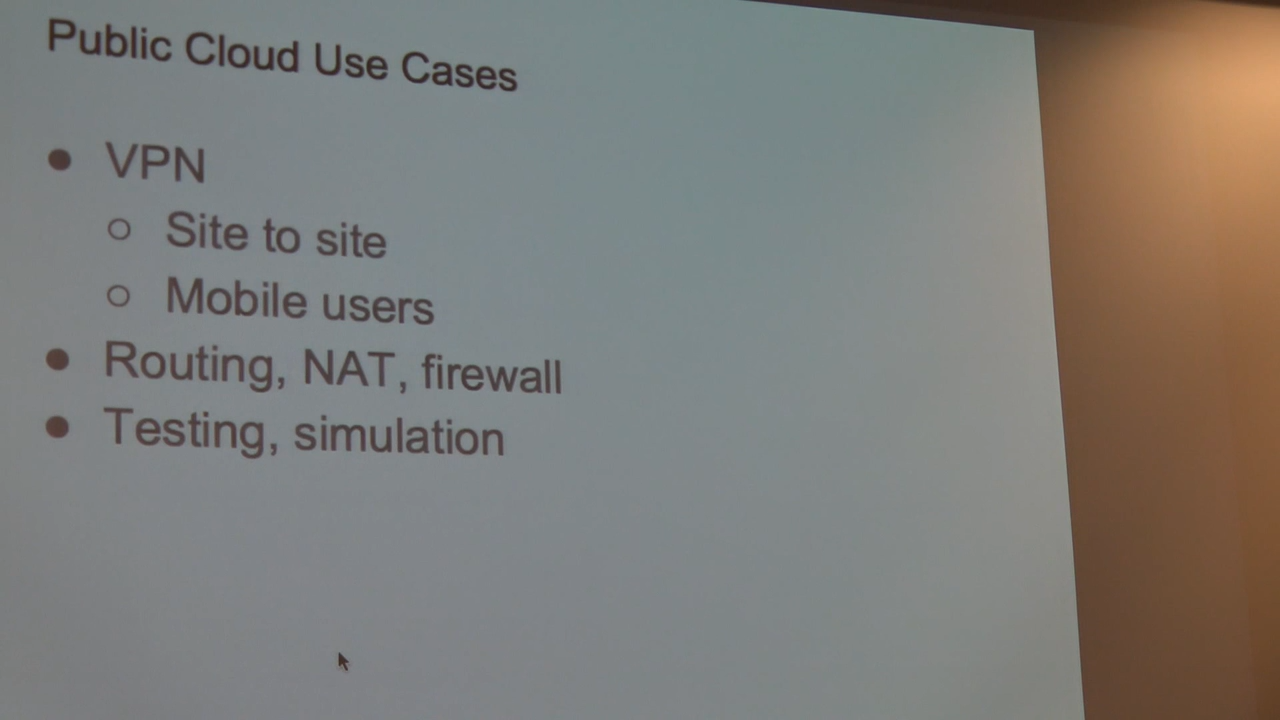 Public Cloud Use Cases
● VPN
○ Site to site
○ Mobile users
● Routing, NAT, firewall
● Testing, simulation